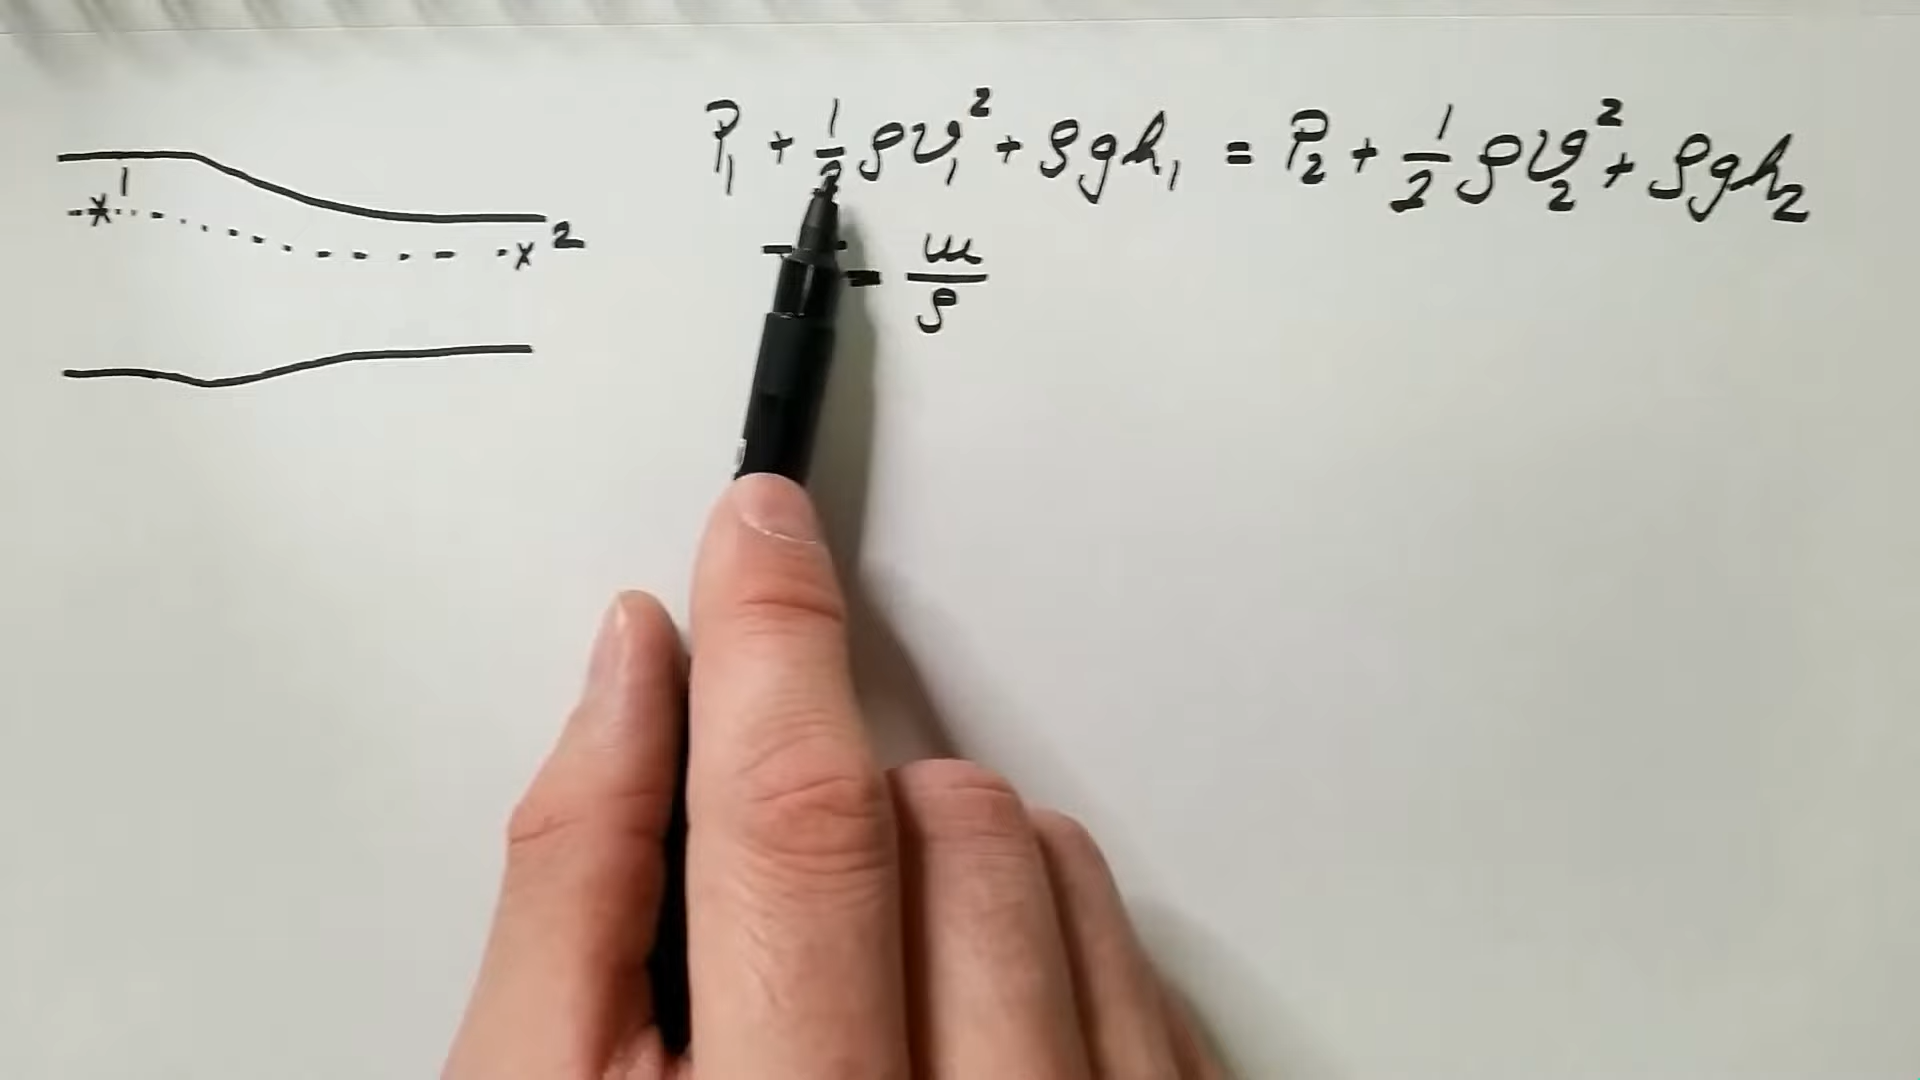 1
2
P₁ + 1/2 ρv₁² + ρgh₁ = P₂ + 1/2 ρv₂² + ρgh₂
= m/ρ